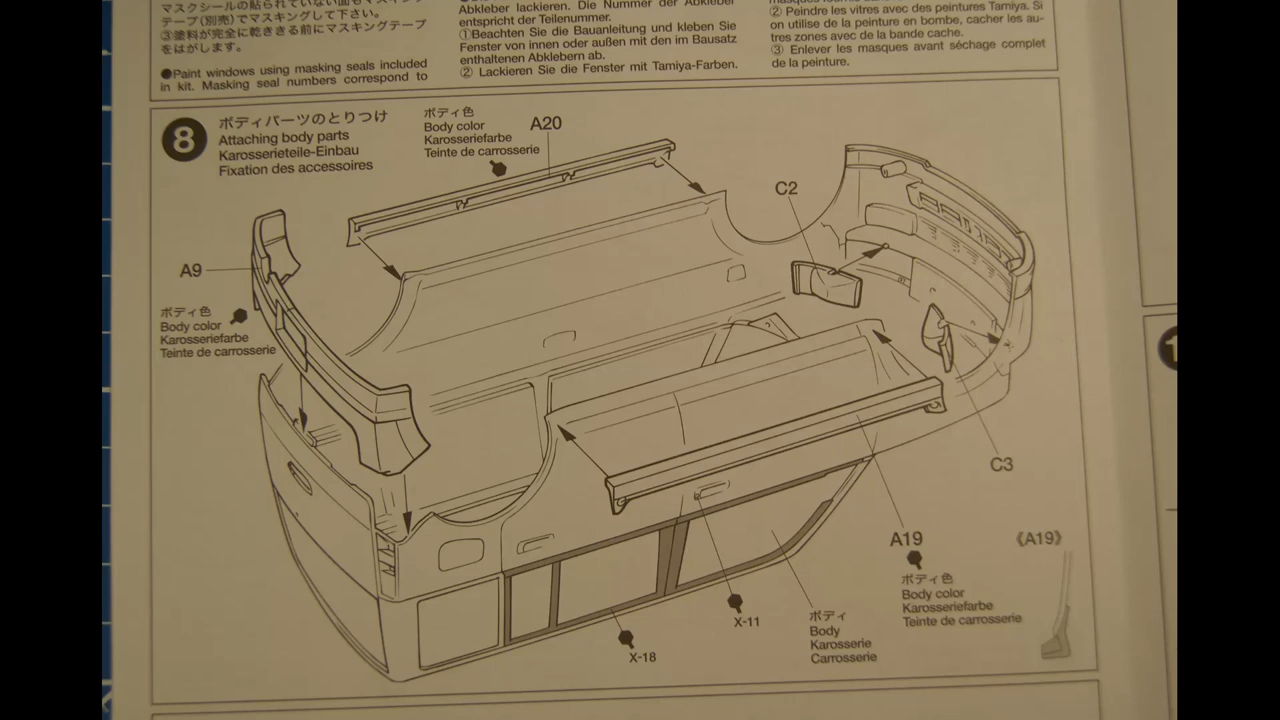 マスクシールの貼られていない面もマスキング
テープ(別売)でマスキングして下さい。
③塗料が完全に乾ききる前にマスキングテープ
をはがします。
●Paint windows using masking seals included
in kit. Masking seal numbers correspond to
Abkleber lackieren. Die Nummer der Abkleber
entspricht der Teilenummer.
①Beachten Sie die Bauanleitung und kleben Sie
Fenster von innen oder außen mit den im Bausatz
enthaltenen Abklebern ab.
② Lackieren Sie die Fenster mit Tamiya-Farben.
② Peindre les vitres avec des peintures Tamiya. Si
on utilise de la peinture en bombe, cacher les au-
tres zones avec de la bande cache.
③ Enlever les masques avant séchage complet
de la peinture.
8
ボディパーツのとりつけ
Attaching body parts
Karosserieteile-Einbau
Fixation des accessoires
ボディ色
Body color
Karosseriefarbe
Teinte de carrosserie
A20
C2
A9
ボディ色
Body color
Karosseriefarbe
Teinte de carrosserie
C3
A19
ボディ色
Body color
Karosseriefarbe
Teinte de carrosserie
《A19》
X-11
X-18
ボディ
Body
Karosserie
Carrosserie